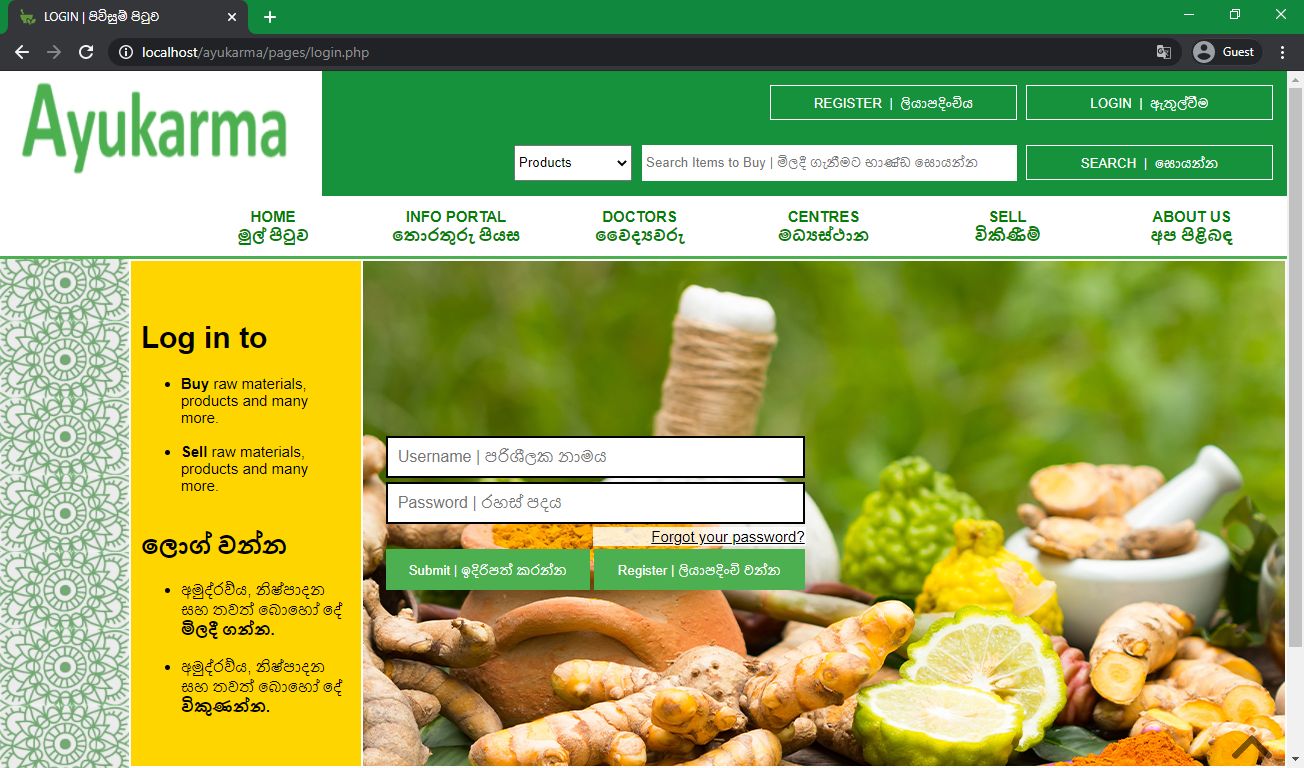 LOGIN | පිවිසුම් පිටුව
localhost/ayukarma/pages/login.php
Guest
Ayukarma
REGISTER | ලියාපදිංචිය
LOGIN | ඇතුල්වීම
Products
Search Items to Buy | මිලදී ගැනීමට භාණ්ඩ සොයන්න
SEARCH | සොයන්න
HOME
මුල් පිටුව
INFO PORTAL
තොරතුරු පියස
DOCTORS
වෛද්‍යවරු
CENTRES
මධ්‍යස්ථාන
SELL
විකිණීම්
ABOUT US
අප පිළිබඳ
Log in to
Buy raw materials,
products and many
more.
Sell raw materials,
products and many
more.
ලොග් වන්න
අමුද්රව්ය, නිෂ්පාදන
සහ තවත් බොහෝ දේ
මිලදී ගන්න.
අමුද්රව්ය, නිෂ්පාදන
සහ තවත් බොහෝ දේ
විකුණන්න.
Username | පරිශීලක නාමය
Password | රහස් පදය
Forgot your password?
Submit | ඉදිරිපත් කරන්න
Register | ලියාපදිංචි වන්න